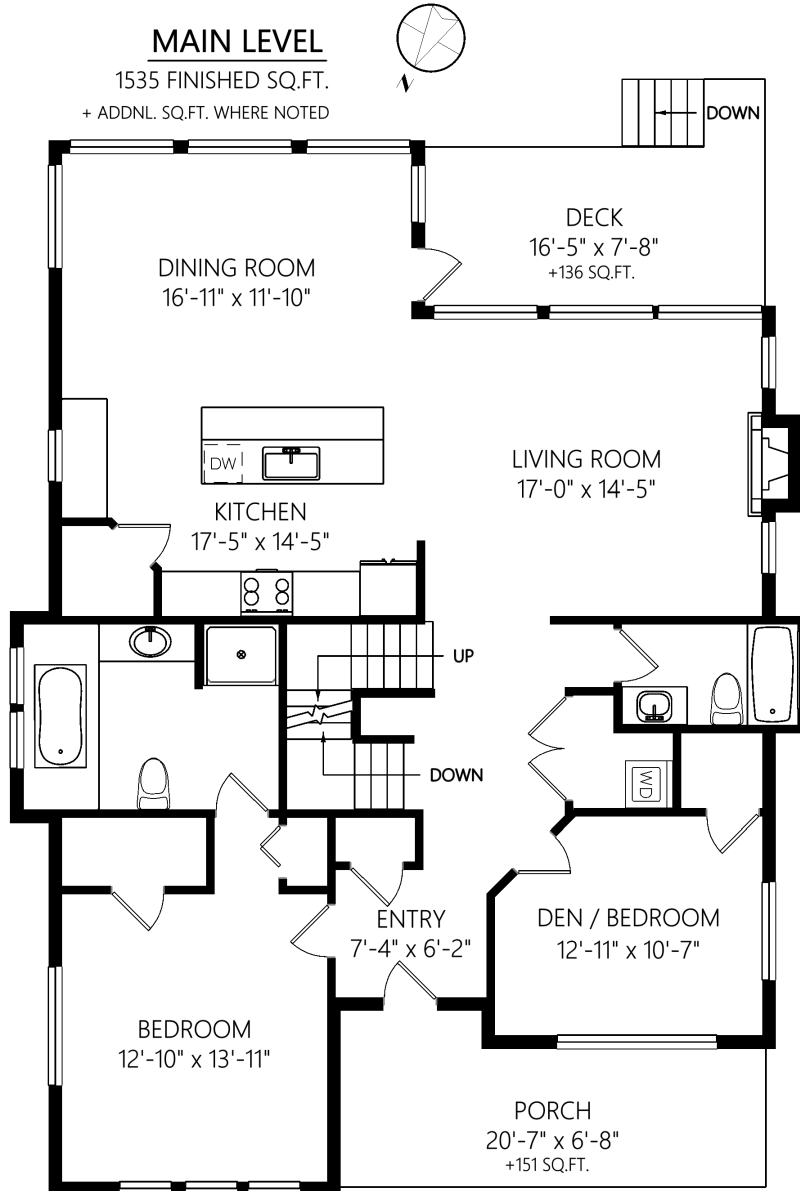 MAIN LEVEL
1535 FINISHED SQ.FT.
+ ADDNL. SQ.FT. WHERE NOTED
N
DOWN
DECK
16'-5" x 7'-8"
+136 SQ.FT.
DINING ROOM
16'-11" x 11'-10"
DW
LIVING ROOM
17'-0" x 14'-5"
KITCHEN
17'-5" x 14'-5"
UP
DOWN
WD
ENTRY
7'-4" x 6'-2"
DEN / BEDROOM
12'-11" x 10'-7"
BEDROOM
12'-10" x 13'-11"
PORCH
20'-7" x 6'-8"
+151 SQ.FT.